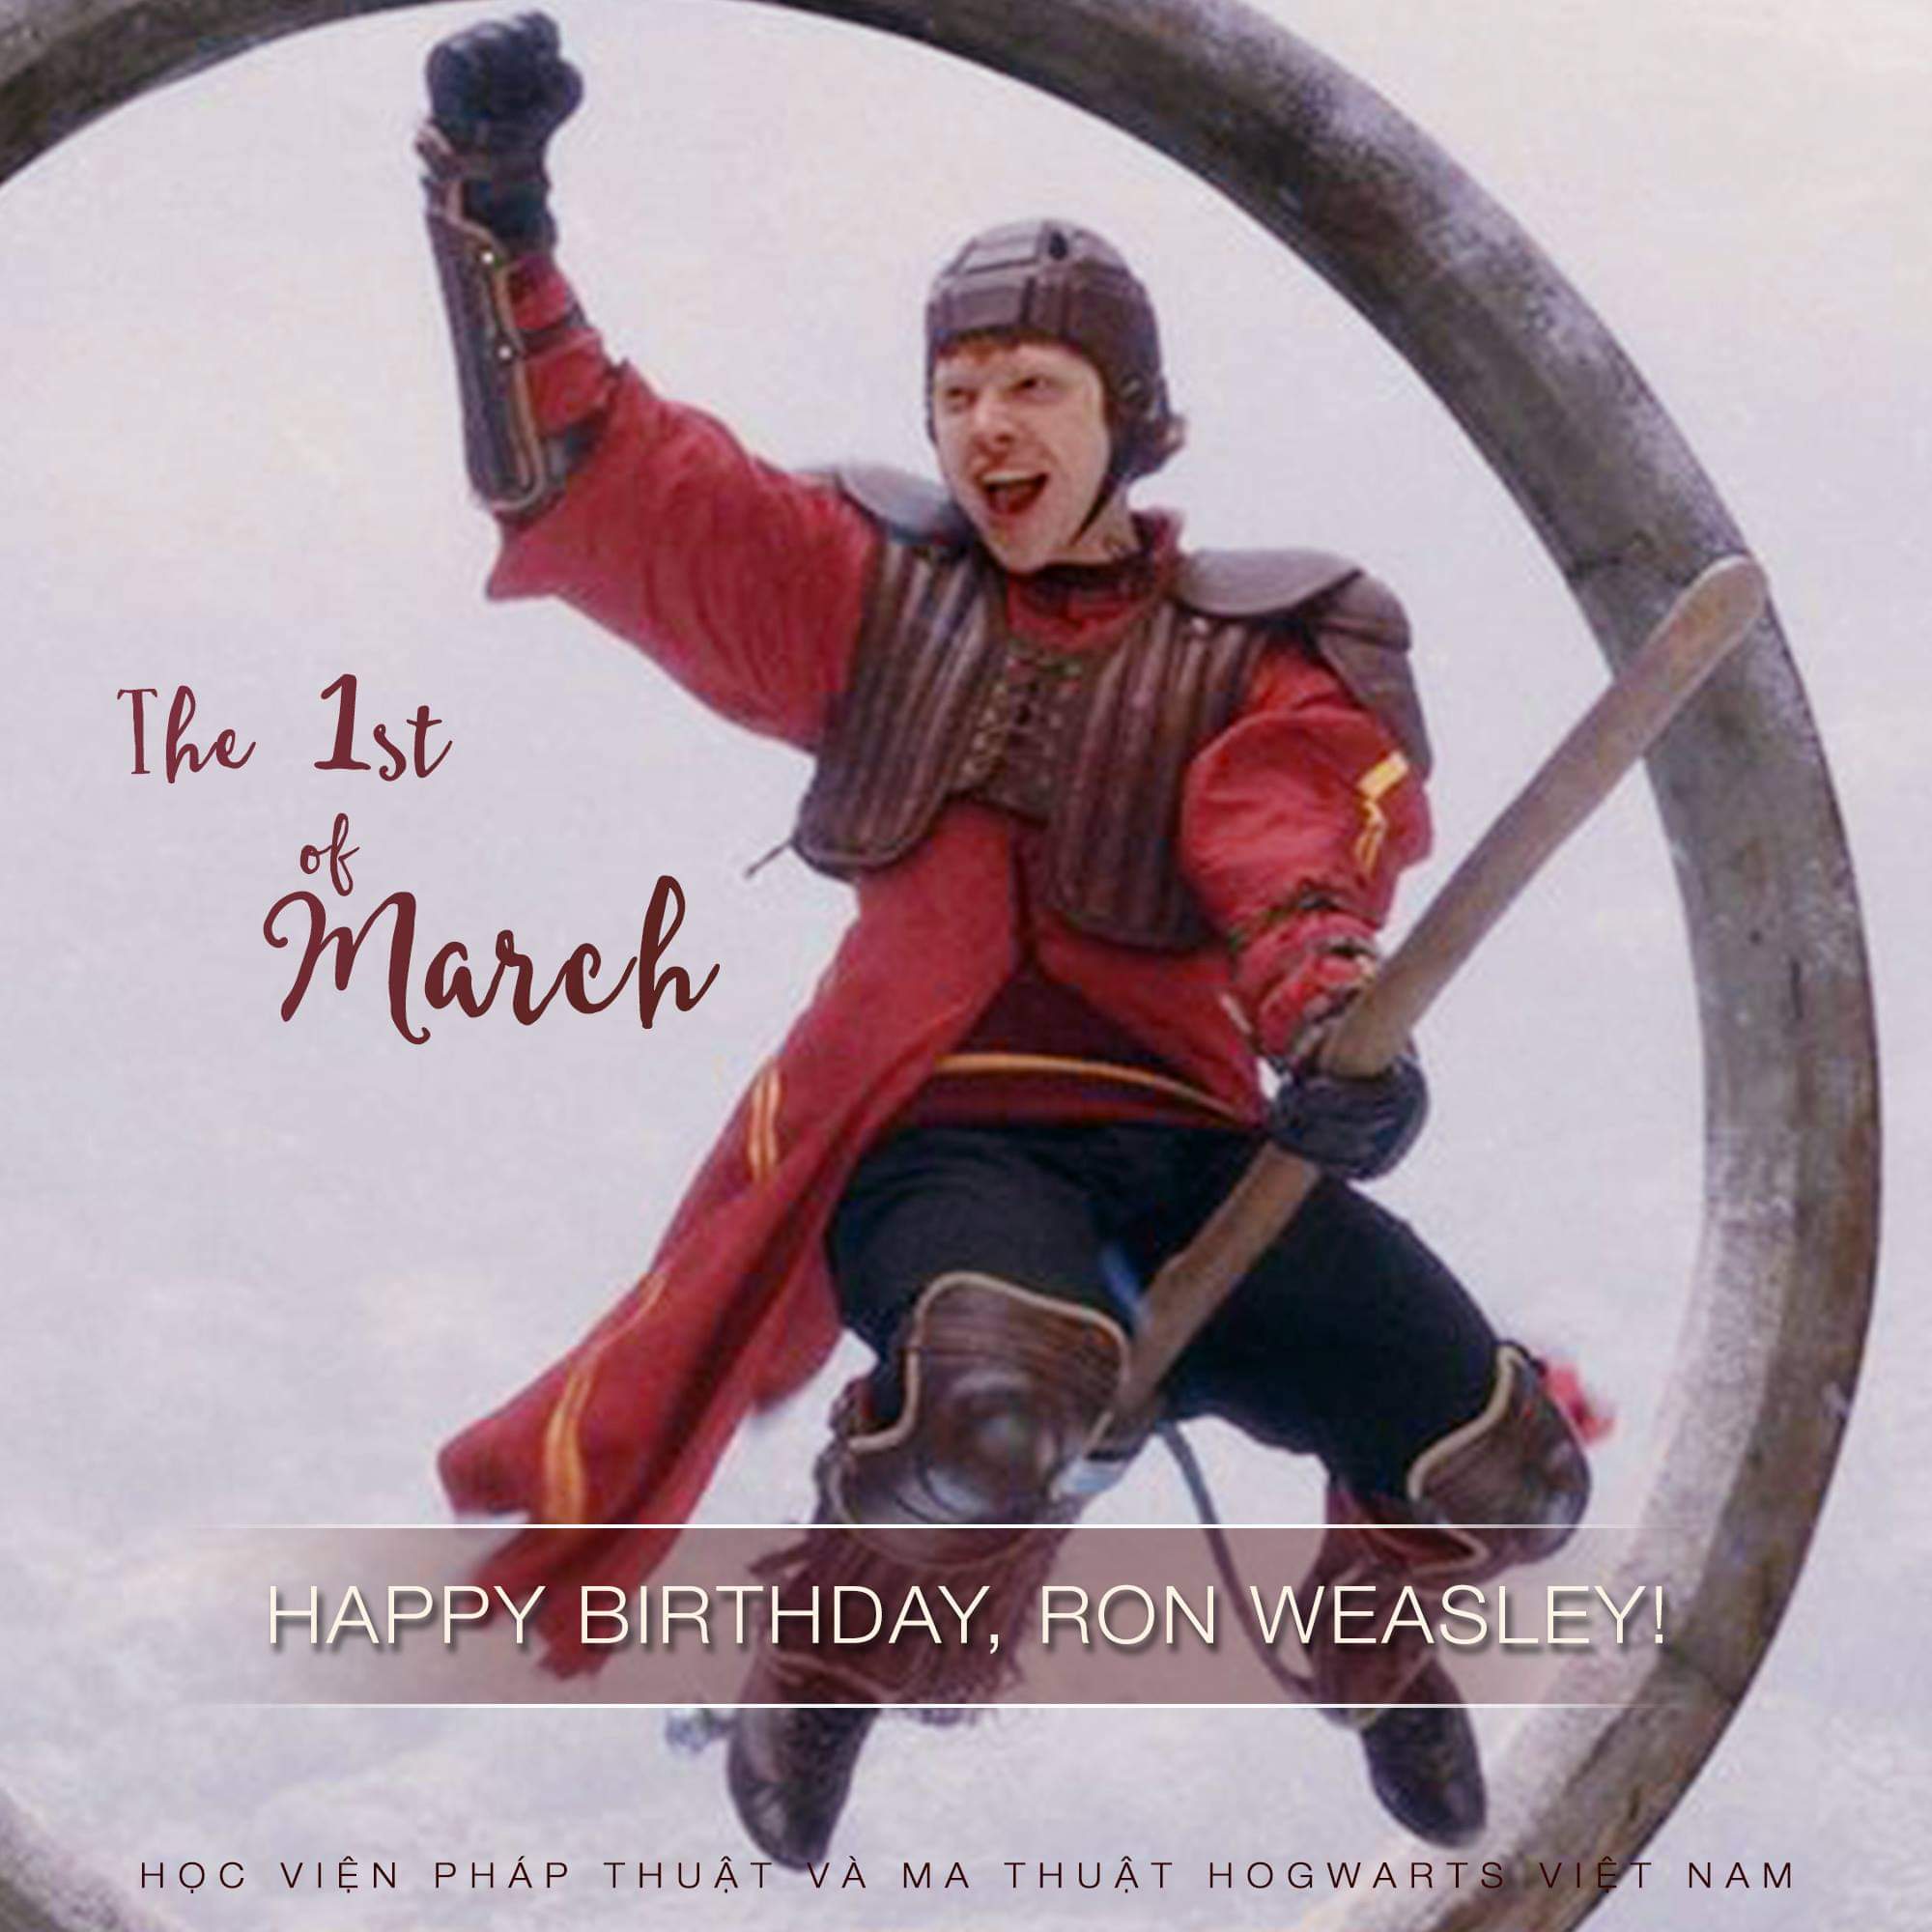 The 1st
of
March
HAPPY BIRTHDAY, RON WEASLEY!
HỌC VIỆN PHÁP THUẬT VÀ MA THUẬT HOGWARTS VIỆT NAM